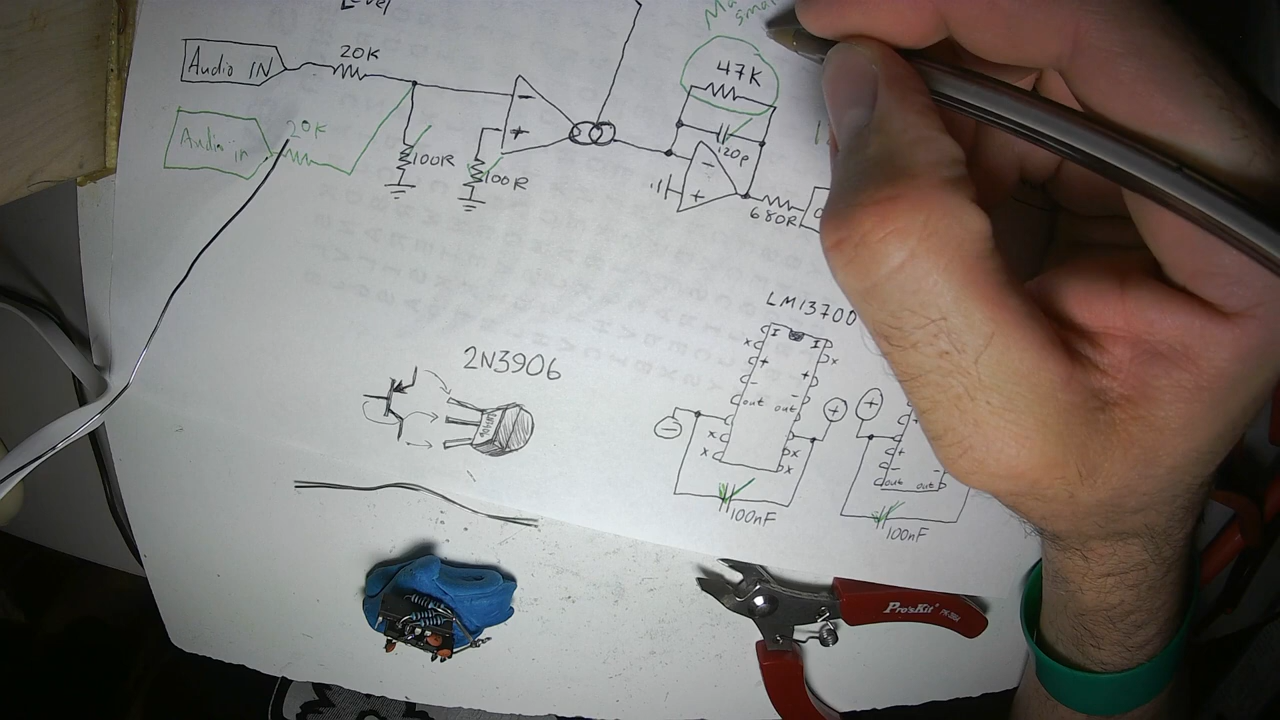 Level
Audio IN
20K
47K
Audio in
20K
120p
100R
100R
680R
-
+
-
+
LM13700
I I
x x
+ +
- -
out out
x x
x x
2N3906
+
-
+
100nF
+
-
out out
-
100nF
Pro'sKit